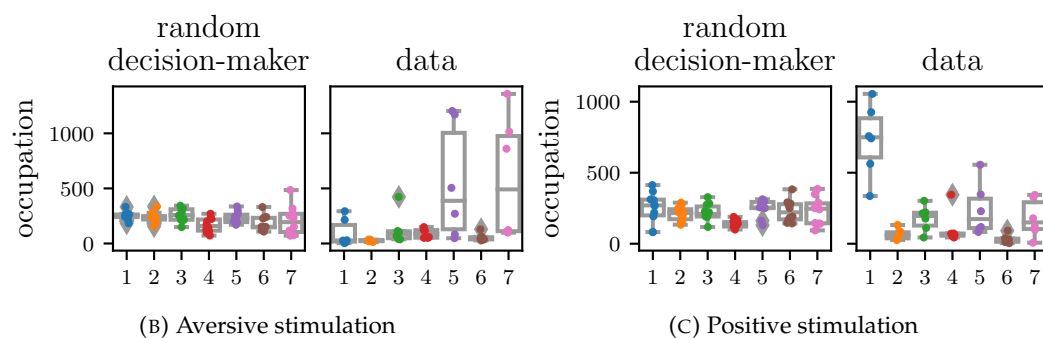 random
decision-maker
data
random
decision-maker
data
occupation
1000
500
0
1 2 3 4 5 6 7
1 2 3 4 5 6 7
occupation
1000
500
0
1 2 3 4 5 6 7
1 2 3 4 5 6 7
(B) Aversive stimulation
(C) Positive stimulation